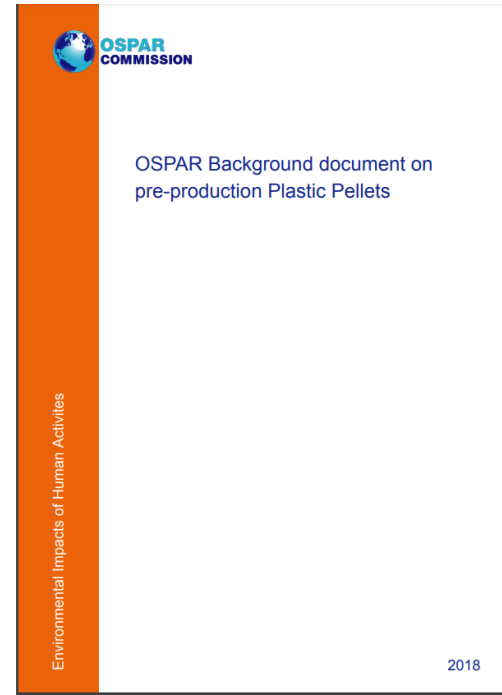 OSPAR
COMMISSION
OSPAR Background document on
pre-production Plastic Pellets
Environmental Impacts of Human Activites
2018